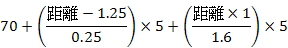 70 + (距離 − 1.25 / 0.25) × 5 + (距離 × 1 / 1.6) × 5